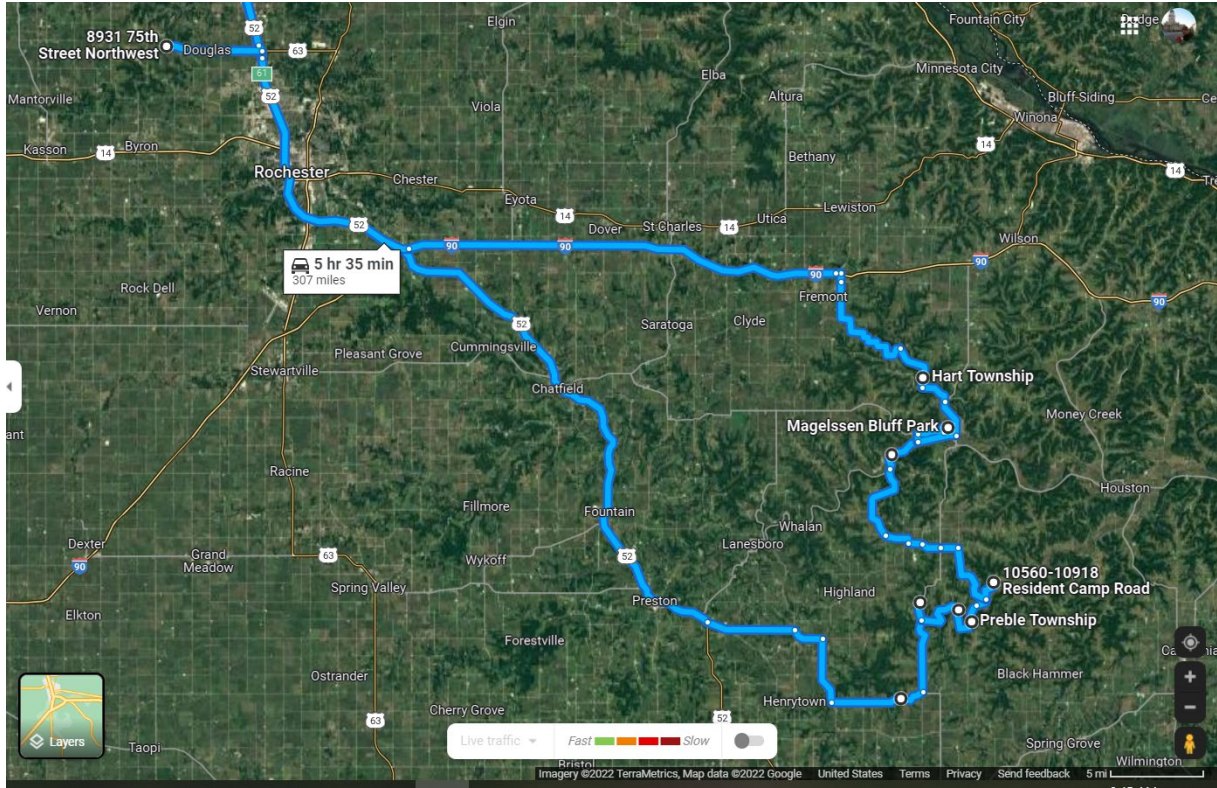 52
Elgin
Fountain City
Dodge
8931 75th
Street Northwest
Douglas
63
61
52
Elba
Minnesota City
Mantorville
Viola
Altura
Bluff Siding
Winona
Kasson
14
Byron
Bethany
14
14
Rochester
Chester
Eyota
14
Dover
St Charles
14
Utica
Lewiston
52
90
90
Wilson
90
5 hr 35 min
307 miles
90
Fremont
90
Rock Dell
Vernon
Saratoga
Clyde
52
Pleasant Grove
Cummingsville
Stewartville
Chatfield
Hart Township
Money Creek
Magelssen Bluff Park
Racine
Houston
Fillmore
Fountain
Whalan
Lanesboro
Dexter
Grand
Meadow
63
Wykoff
52
90
Spring Valley
Preston
Highland
10560-10918
Resident Camp Road
Elkton
Preble Township
Forestville
Ostrander
Black Hammer
Henrytown
Cherry Grove
63
52
Layers
Taopi
Live traffic
Fast
Slow
Spring Grove
Bristol
Wilmington
Imagery ©2022 TerraMetrics, Map data ©2022 Google United States Terms Privacy Send feedback 5 mi